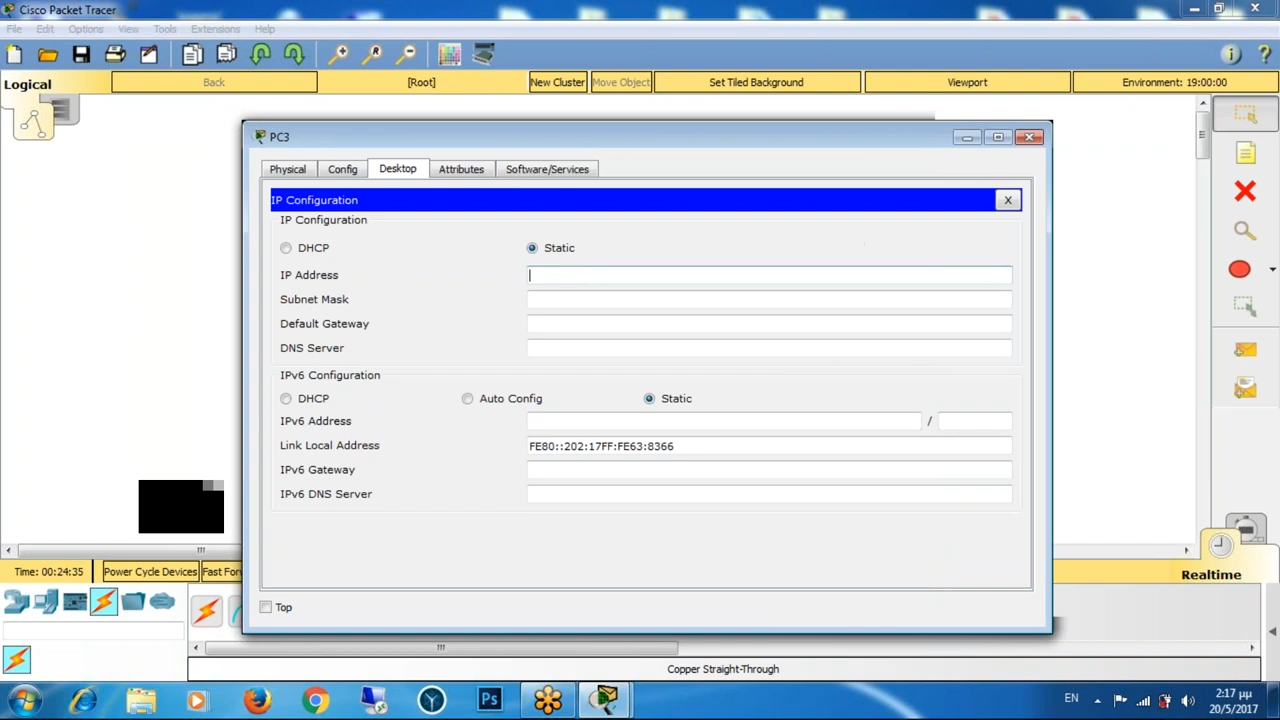 Cisco Packet Tracer
File Edit Options View Tools Extensions Help
Logical Back [Root] New Cluster Move Object Set Tiled Background Viewport Environment: 19:00:00
PC3
Physical Config Desktop Attributes Software/Services
IP Configuration X
IP Configuration
DHCP Static
IP Address
Subnet Mask
Default Gateway
DNS Server
IPv6 Configuration
DHCP Auto Config Static
IPv6 Address /
Link Local Address FE80::202:17FF:FE63:8366
IPv6 Gateway
IPv6 DNS Server
Time: 00:24:35 Power Cycle Devices Fast For
Realtime
Top
Copper Straight-Through
Ps EN 2:17 μμ
20/5/2017